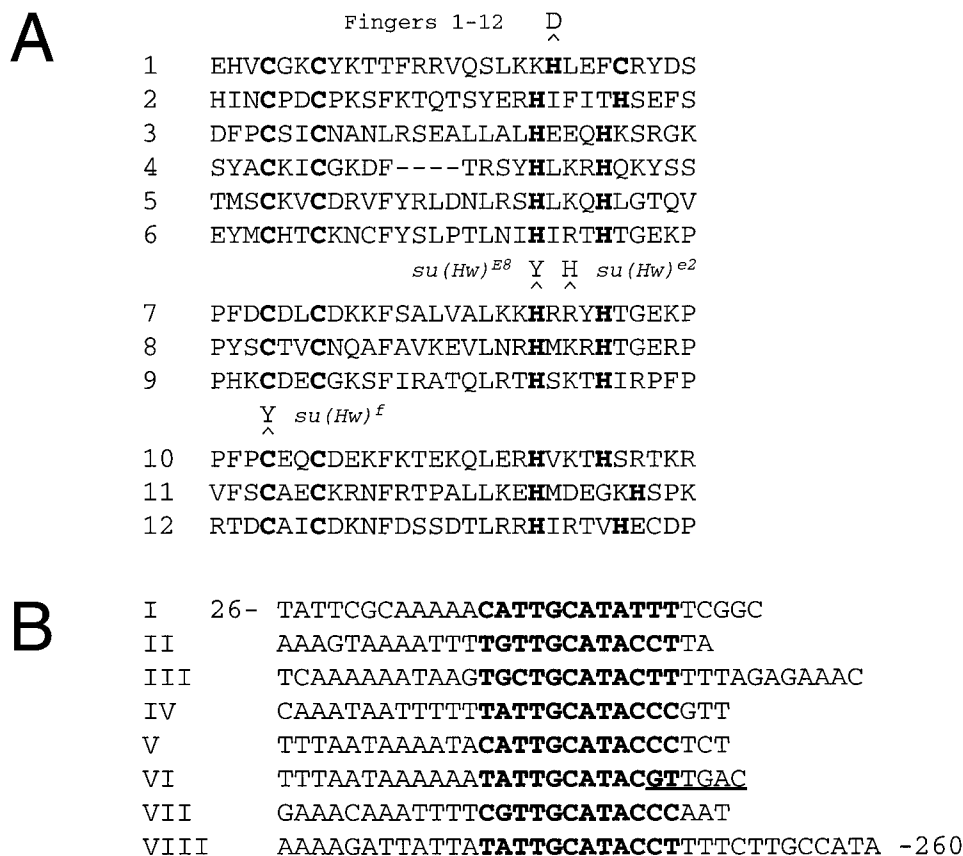 A
Fingers 1-12 D
^
1 EHVCGKCYKTTFRRVQSLKKHLEFCRYDS
2 HINCPDCPKSFKTQTSYERHIFITHSEFS
3 DFPCSICNANLRSEALLALHEEQHKSRGK
4 SYACKICGKDF----TRSYHLKRHQKYSS
5 TMSCKVCDRVFYRLDNLRSHLKQHLGTQV
6 EYMCHTCKNCFYSLPTLNIHIRTHTGEKP
su(Hw)E8 Y H su(Hw)e2
^ ^
7 PFDCDLCDKKFSALVALKKHRRYHTGEKP
8 PYSCTVCNQAFAVKEVLNRHMKRHTGERP
9 PHKCDECGKSFIRATQLRTHSKTHIRPFP
Y su(Hw)f
^
10 PFPCEQCDEKFKTEKQLERHVKTHSRTKR
11 VFSCAECKRNFRTPALLKEHMDEGKHSPK
12 RTDCAICDKNFDSSDTLRRHIRTVHECDP
B
I 26- TATTCGCAAAAACATTGCATATTTTCGGC
II AAAGTAAAATTTTGTTGCATACCTTA
III TCAAAAAATAAGTGCTGCATACTTTTTAGAGAAAC
IV CAAATAATTTTTTATTGCATACCCGTT
V TTTAATAAAATACATTGCATACCCTCT
VI TTTAATAAAAAATATTGCATACGTTGAC
VII GAAACAAATTTTCGTTGCATACCCAAT
VIII AAAAGATTATTATATTGCATACCTTTTCTTGCCATA -260